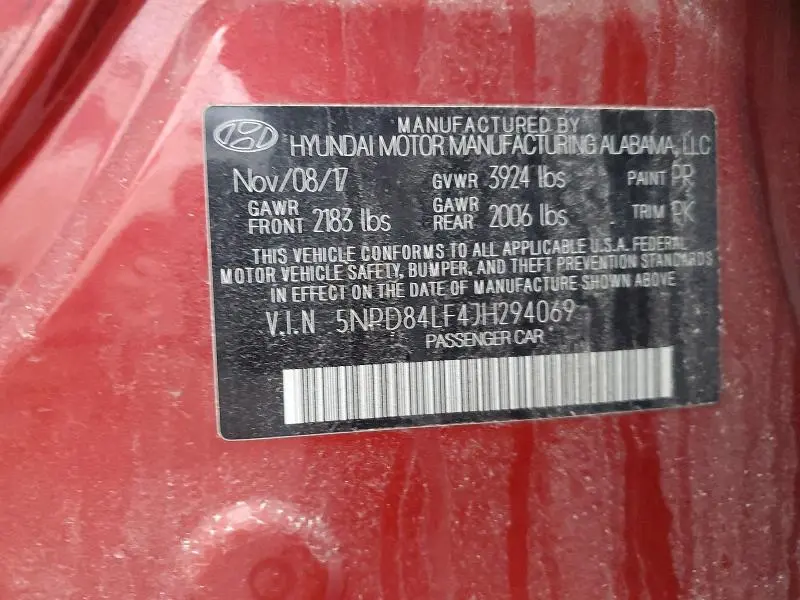 MANUFACTURED BY
HYUNDAI MOTOR MANUFACTURING ALABAMA, LLC
Nov/08/17 GVWR 3924 lbs PAINT PR
GAWR FRONT 2183 lbs GAWR REAR 2006 lbs TRIM PK
THIS VEHICLE CONFORMS TO ALL APPLICABLE U.S.A. FEDERAL
MOTOR VEHICLE SAFETY, BUMPER, AND THEFT PREVENTION STANDARDS
IN EFFECT ON THE DATE OF MANUFACTURE SHOWN ABOVE
V.I.N 5NPD84LF4JH294069
PASSENGER CAR